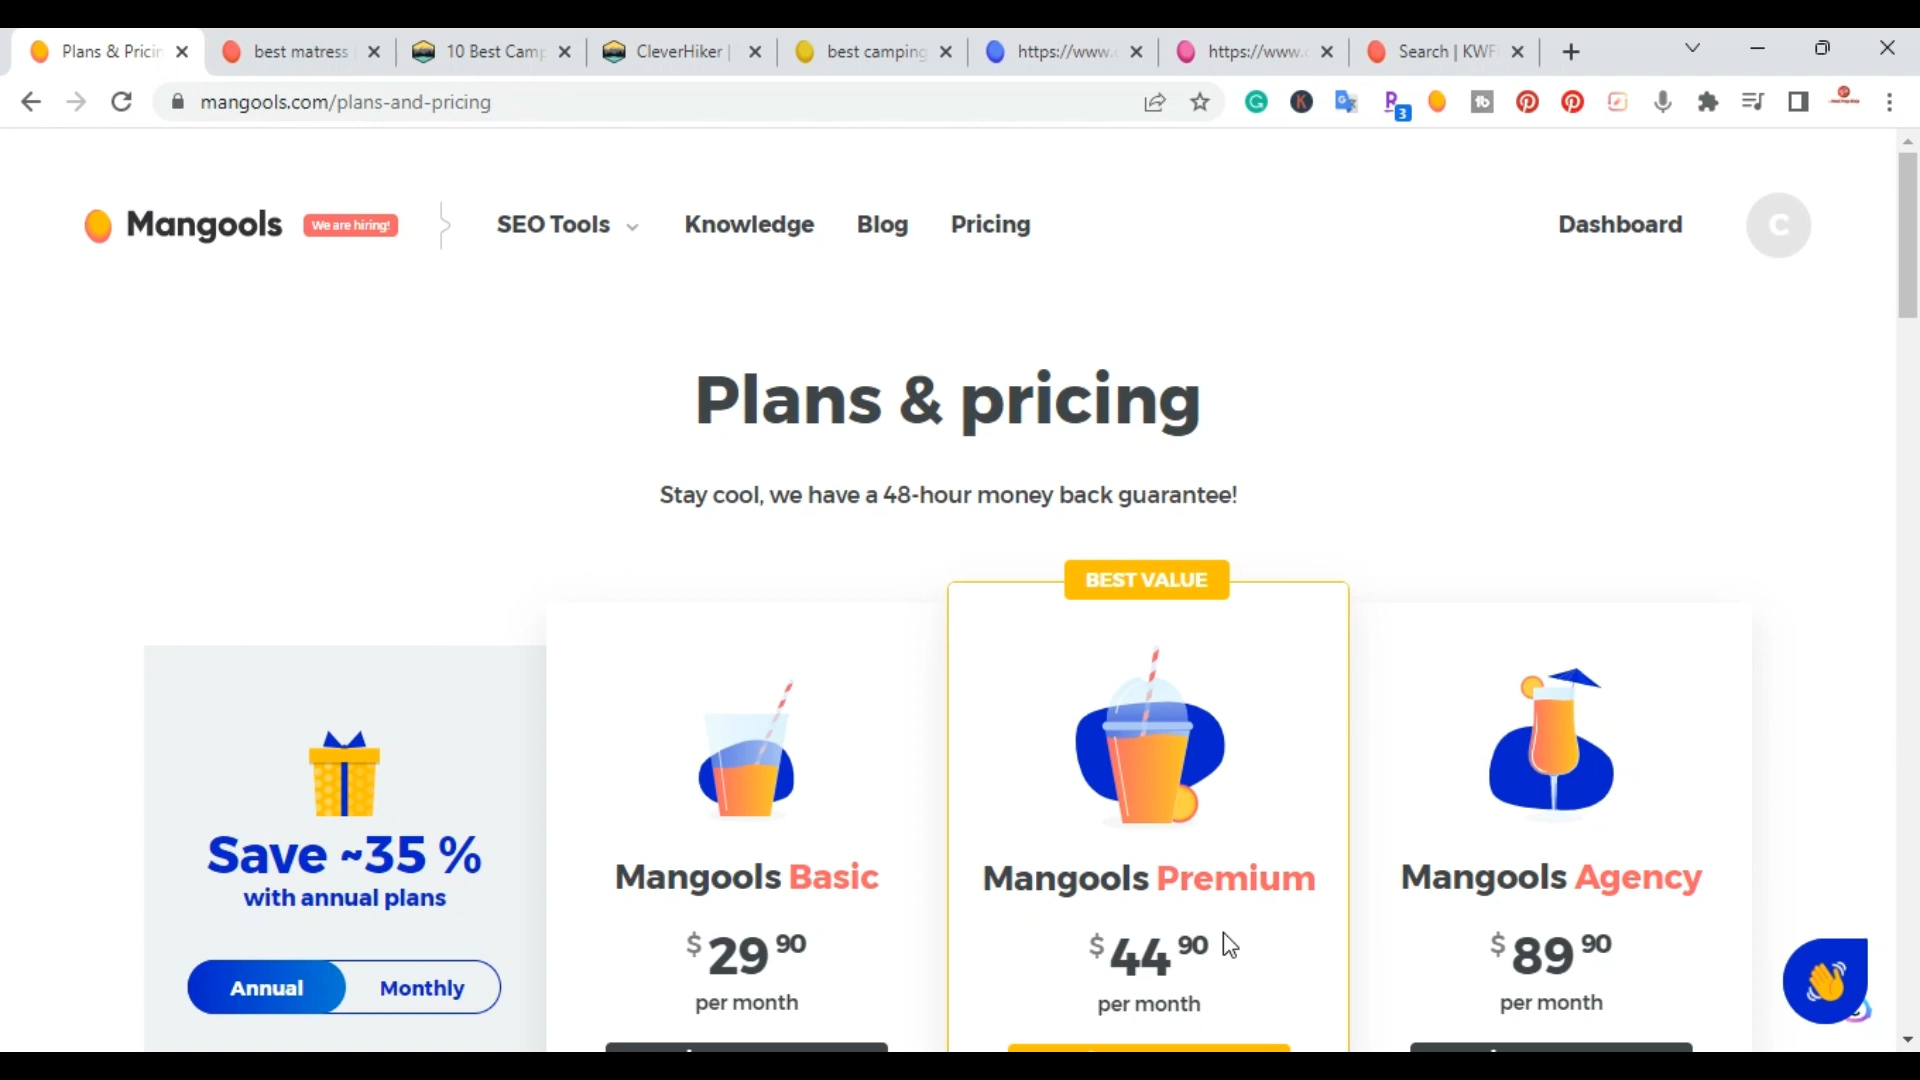 Plans & Pricin
best matress
10 Best Camp
CleverHiker |
best camping
https://www.c
https://www.c
Search | KWFi
mangools.com/plans-and-pricing
3
Mangools
We are hiring!
SEO Tools
Knowledge
Blog
Pricing
Dashboard
C
Plans & pricing
Stay cool, we have a 48-hour money back guarantee!
BEST VALUE
Save ~35 %
with annual plans
Annual
Monthly
Mangools Basic
$ 29 90
per month
Mangools Premium
$ 44 90
per month
Mangools Agency
$ 89 90
per month